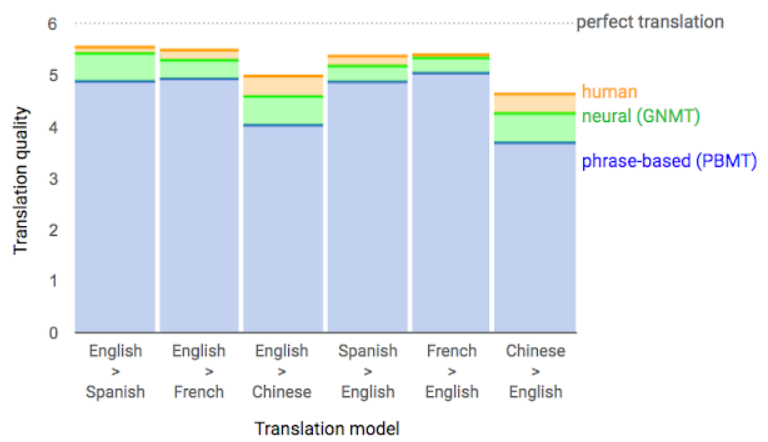 6
perfect translation
5
human
neural (GNMT)
4
phrase-based (PBMT)
3
2
1
0
Translation quality
English > Spanish
English > French
English > Chinese
Spanish > English
French > English
Chinese > English
Translation model